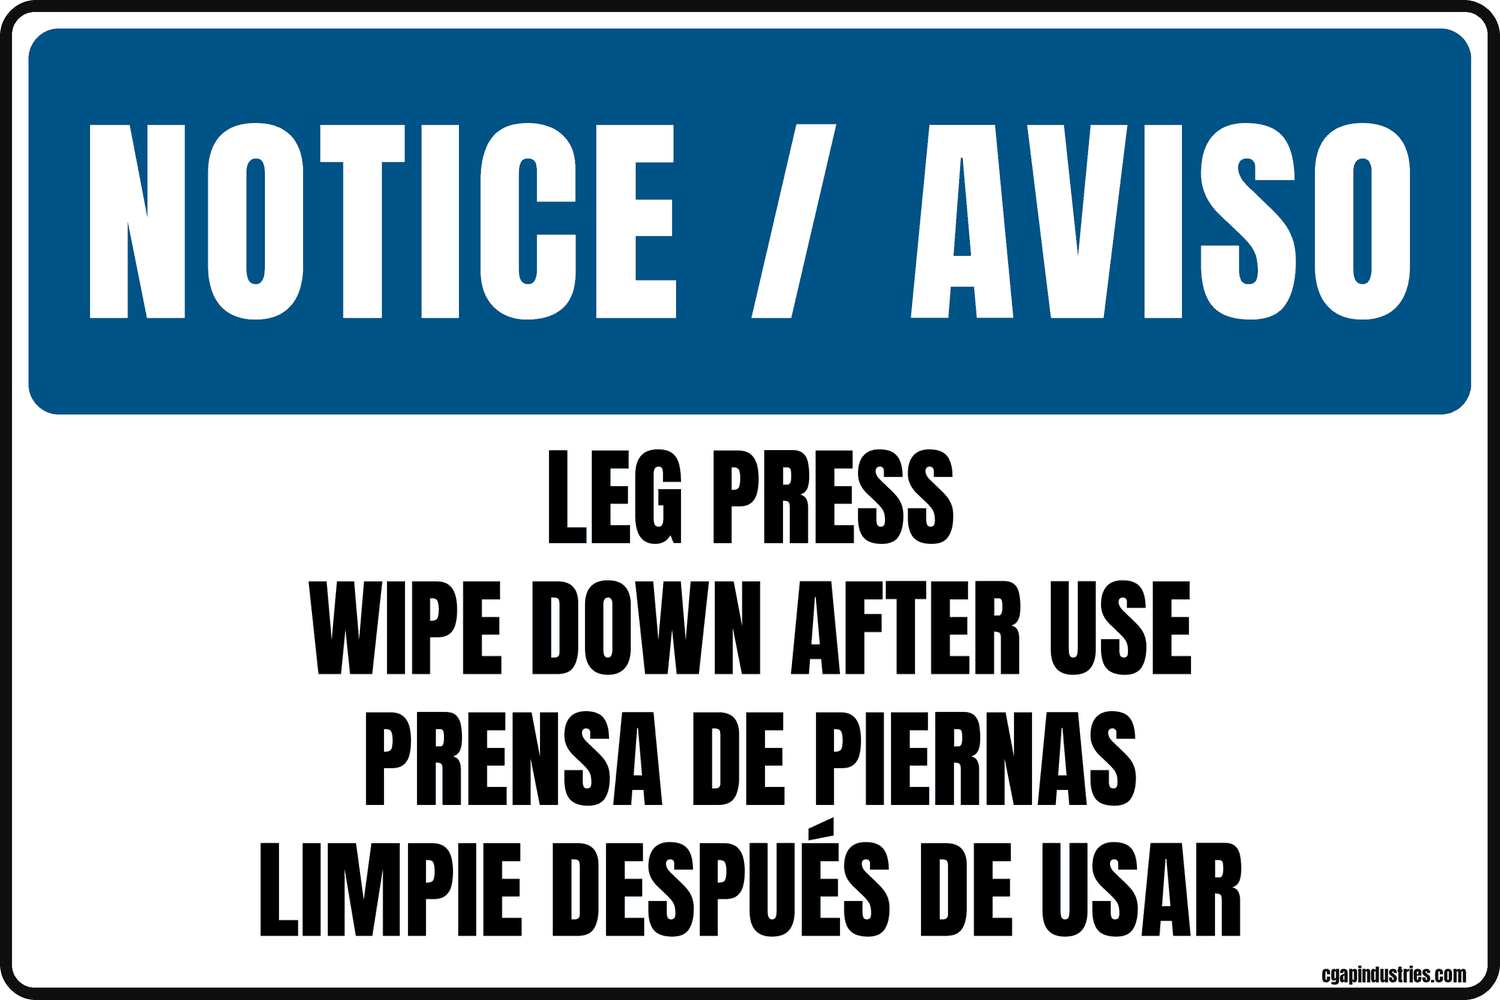 NOTICE / AVISO
LEG PRESS
WIPE DOWN AFTER USE
PRENSA DE PIERNAS
LIMPIE DESPUÉS DE USAR
cgapindustries.com